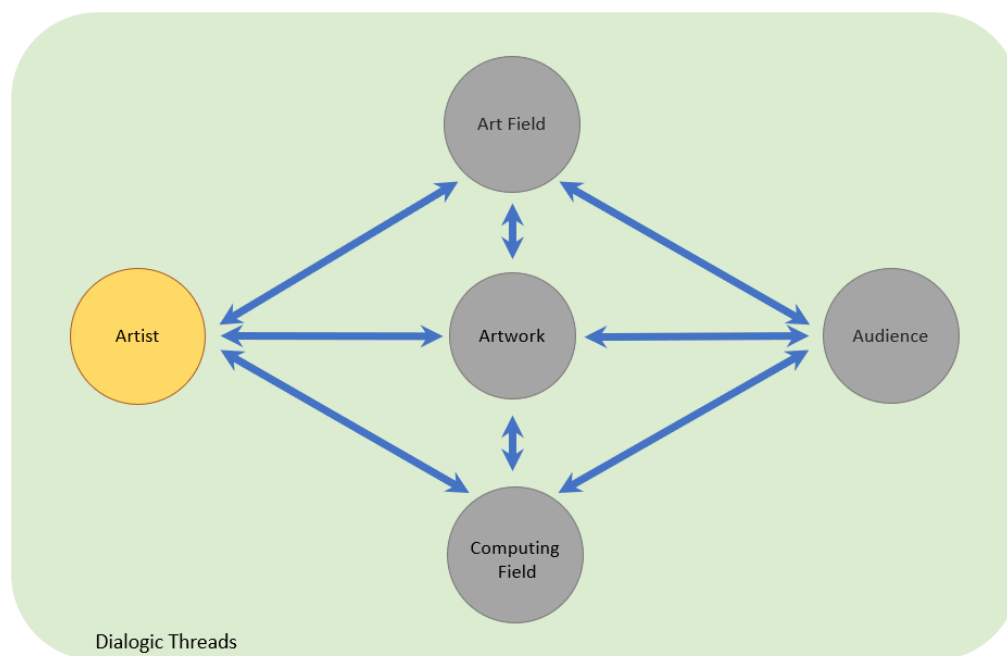 Art Field
Artist
Artwork
Audience
Computing
Field
Dialogic Threads